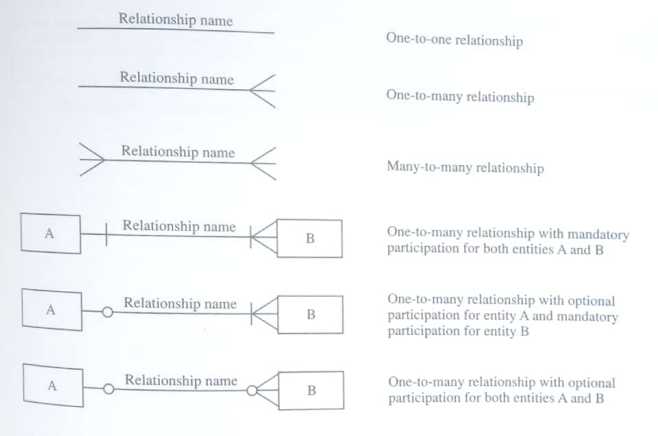 Relationship name
One-to-one relationship
Relationship name
One-to-many relationship
Relationship name
Many-to-many relationship
A
Relationship name
B
One-to-many relationship with mandatory
participation for both entities A and B
A
Relationship name
B
One-to-many relationship with optional
participation for entity A and mandatory
participation for entity B
A
Relationship name
B
One-to-many relationship with optional
participation for both entities A and B